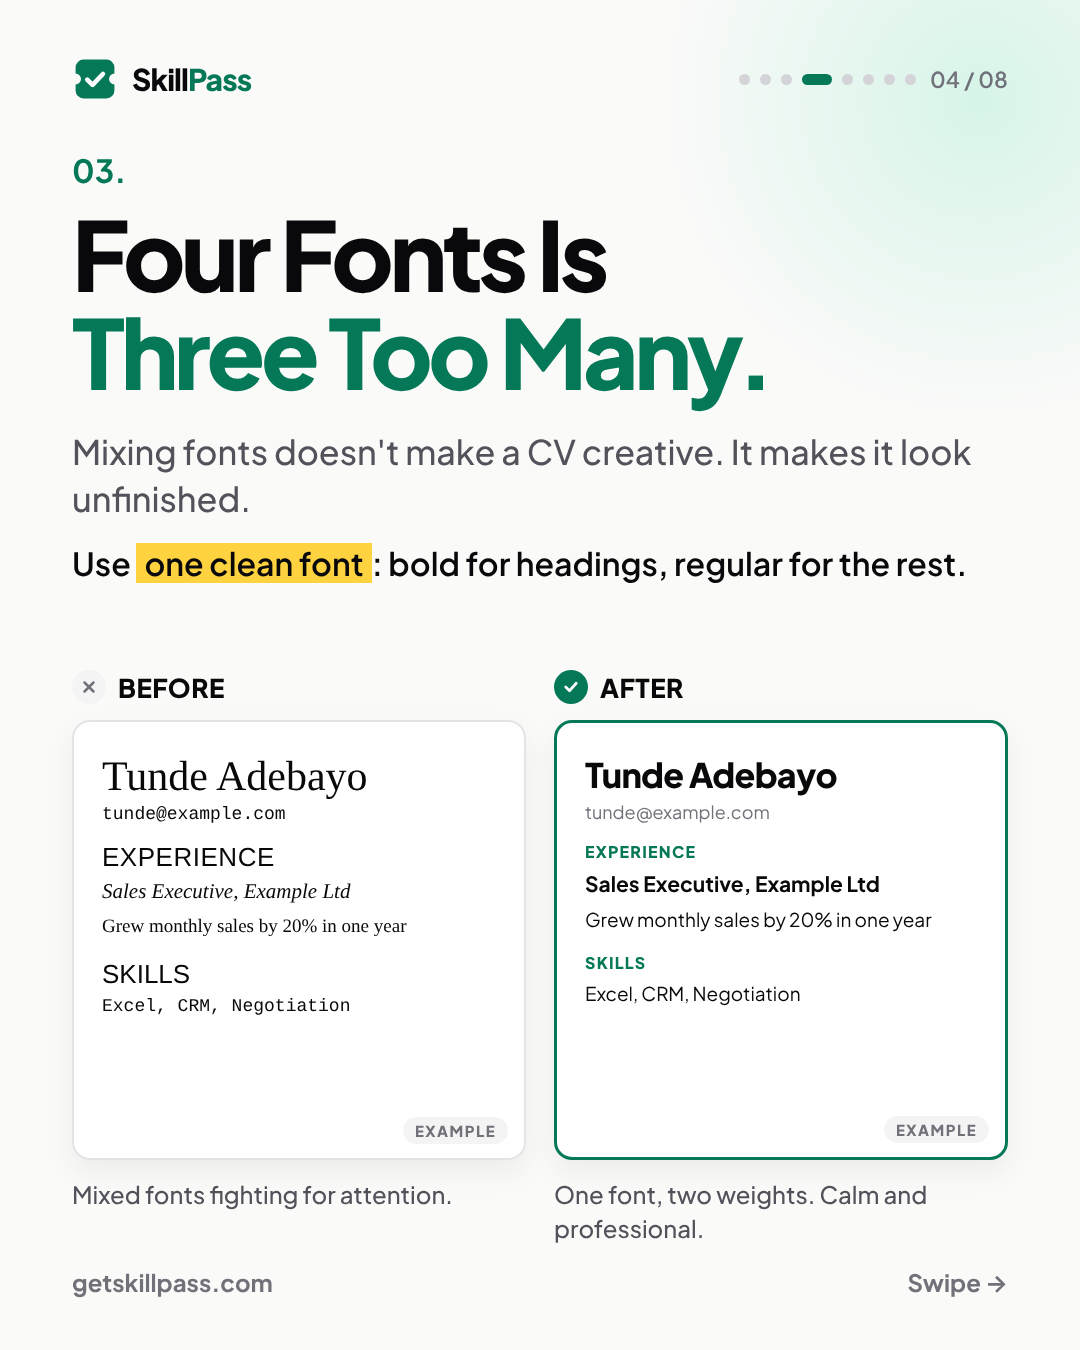 SkillPass
04 / 08
03.
Four Fonts Is
Three Too Many.
Mixing fonts doesn't make a CV creative. It makes it look
unfinished.
Use one clean font : bold for headings, regular for the rest.
BEFORE
Tunde Adebayo
tunde@example.com
EXPERIENCE
Sales Executive, Example Ltd
Grew monthly sales by 20% in one year
SKILLS
Excel, CRM, Negotiation
EXAMPLE
Mixed fonts fighting for attention.
AFTER
Tunde Adebayo
tunde@example.com
EXPERIENCE
Sales Executive, Example Ltd
Grew monthly sales by 20% in one year
SKILLS
Excel, CRM, Negotiation
EXAMPLE
One font, two weights. Calm and
professional.
getskillpass.com
Swipe →